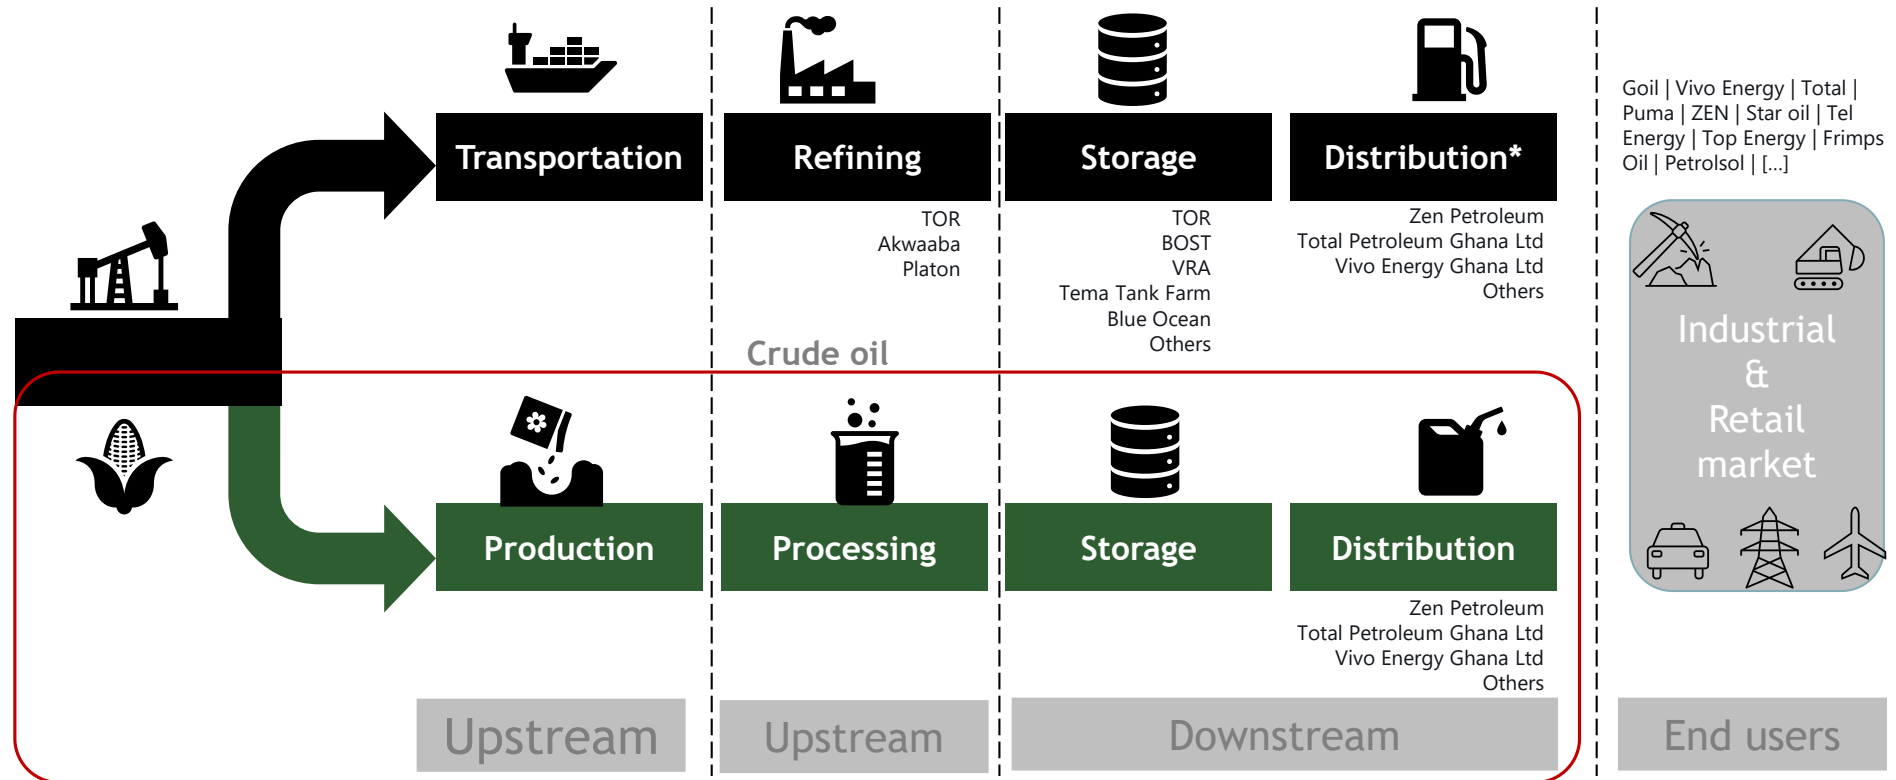 Goil | Vivo Energy | Total |
Puma | ZEN | Star oil | Tel
Energy | Top Energy | Frimps
Oil | Petrolsol | [...]
Transportation
Refining
Storage
Distribution*
TOR
Akwaaba
Platon
TOR
BOST
VRA
Tema Tank Farm
Blue Ocean
Others
Zen Petroleum
Total Petroleum Ghana Ltd
Vivo Energy Ghana Ltd
Others
Crude oil
Industrial
&
Retail
market
Production
Processing
Storage
Distribution
Zen Petroleum
Total Petroleum Ghana Ltd
Vivo Energy Ghana Ltd
Others
Upstream
Upstream
Downstream
End users